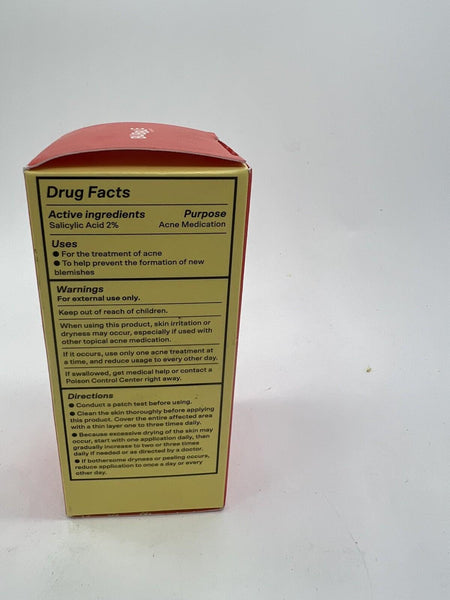 Drug Facts
Active ingredients Purpose
Salicylic Acid 2% Acne Medication
Uses
● For the treatment of acne
● To help prevent the formation of new
blemishes
Warnings
For external use only.
Keep out of reach of children.
When using this product, skin irritation or
dryness may occur, especially if used with
other topical acne medication.
If it occurs, use only one acne treatment at
a time, and reduce usage to every other day.
If swallowed, get medical help or contact a
Poison Control Center right away.
Directions
● Conduct a patch test before using.
● Clean the skin thoroughly before applying
this product. Cover the entire affected area
with a thin layer one to three times daily.
● Because excessive drying of the skin may
occur, start with one application daily, then
gradually increase to two or three times
daily if needed or as directed by a doctor.
● If bothersome dryness or peeling occurs,
reduce application to once a day or every
other day.